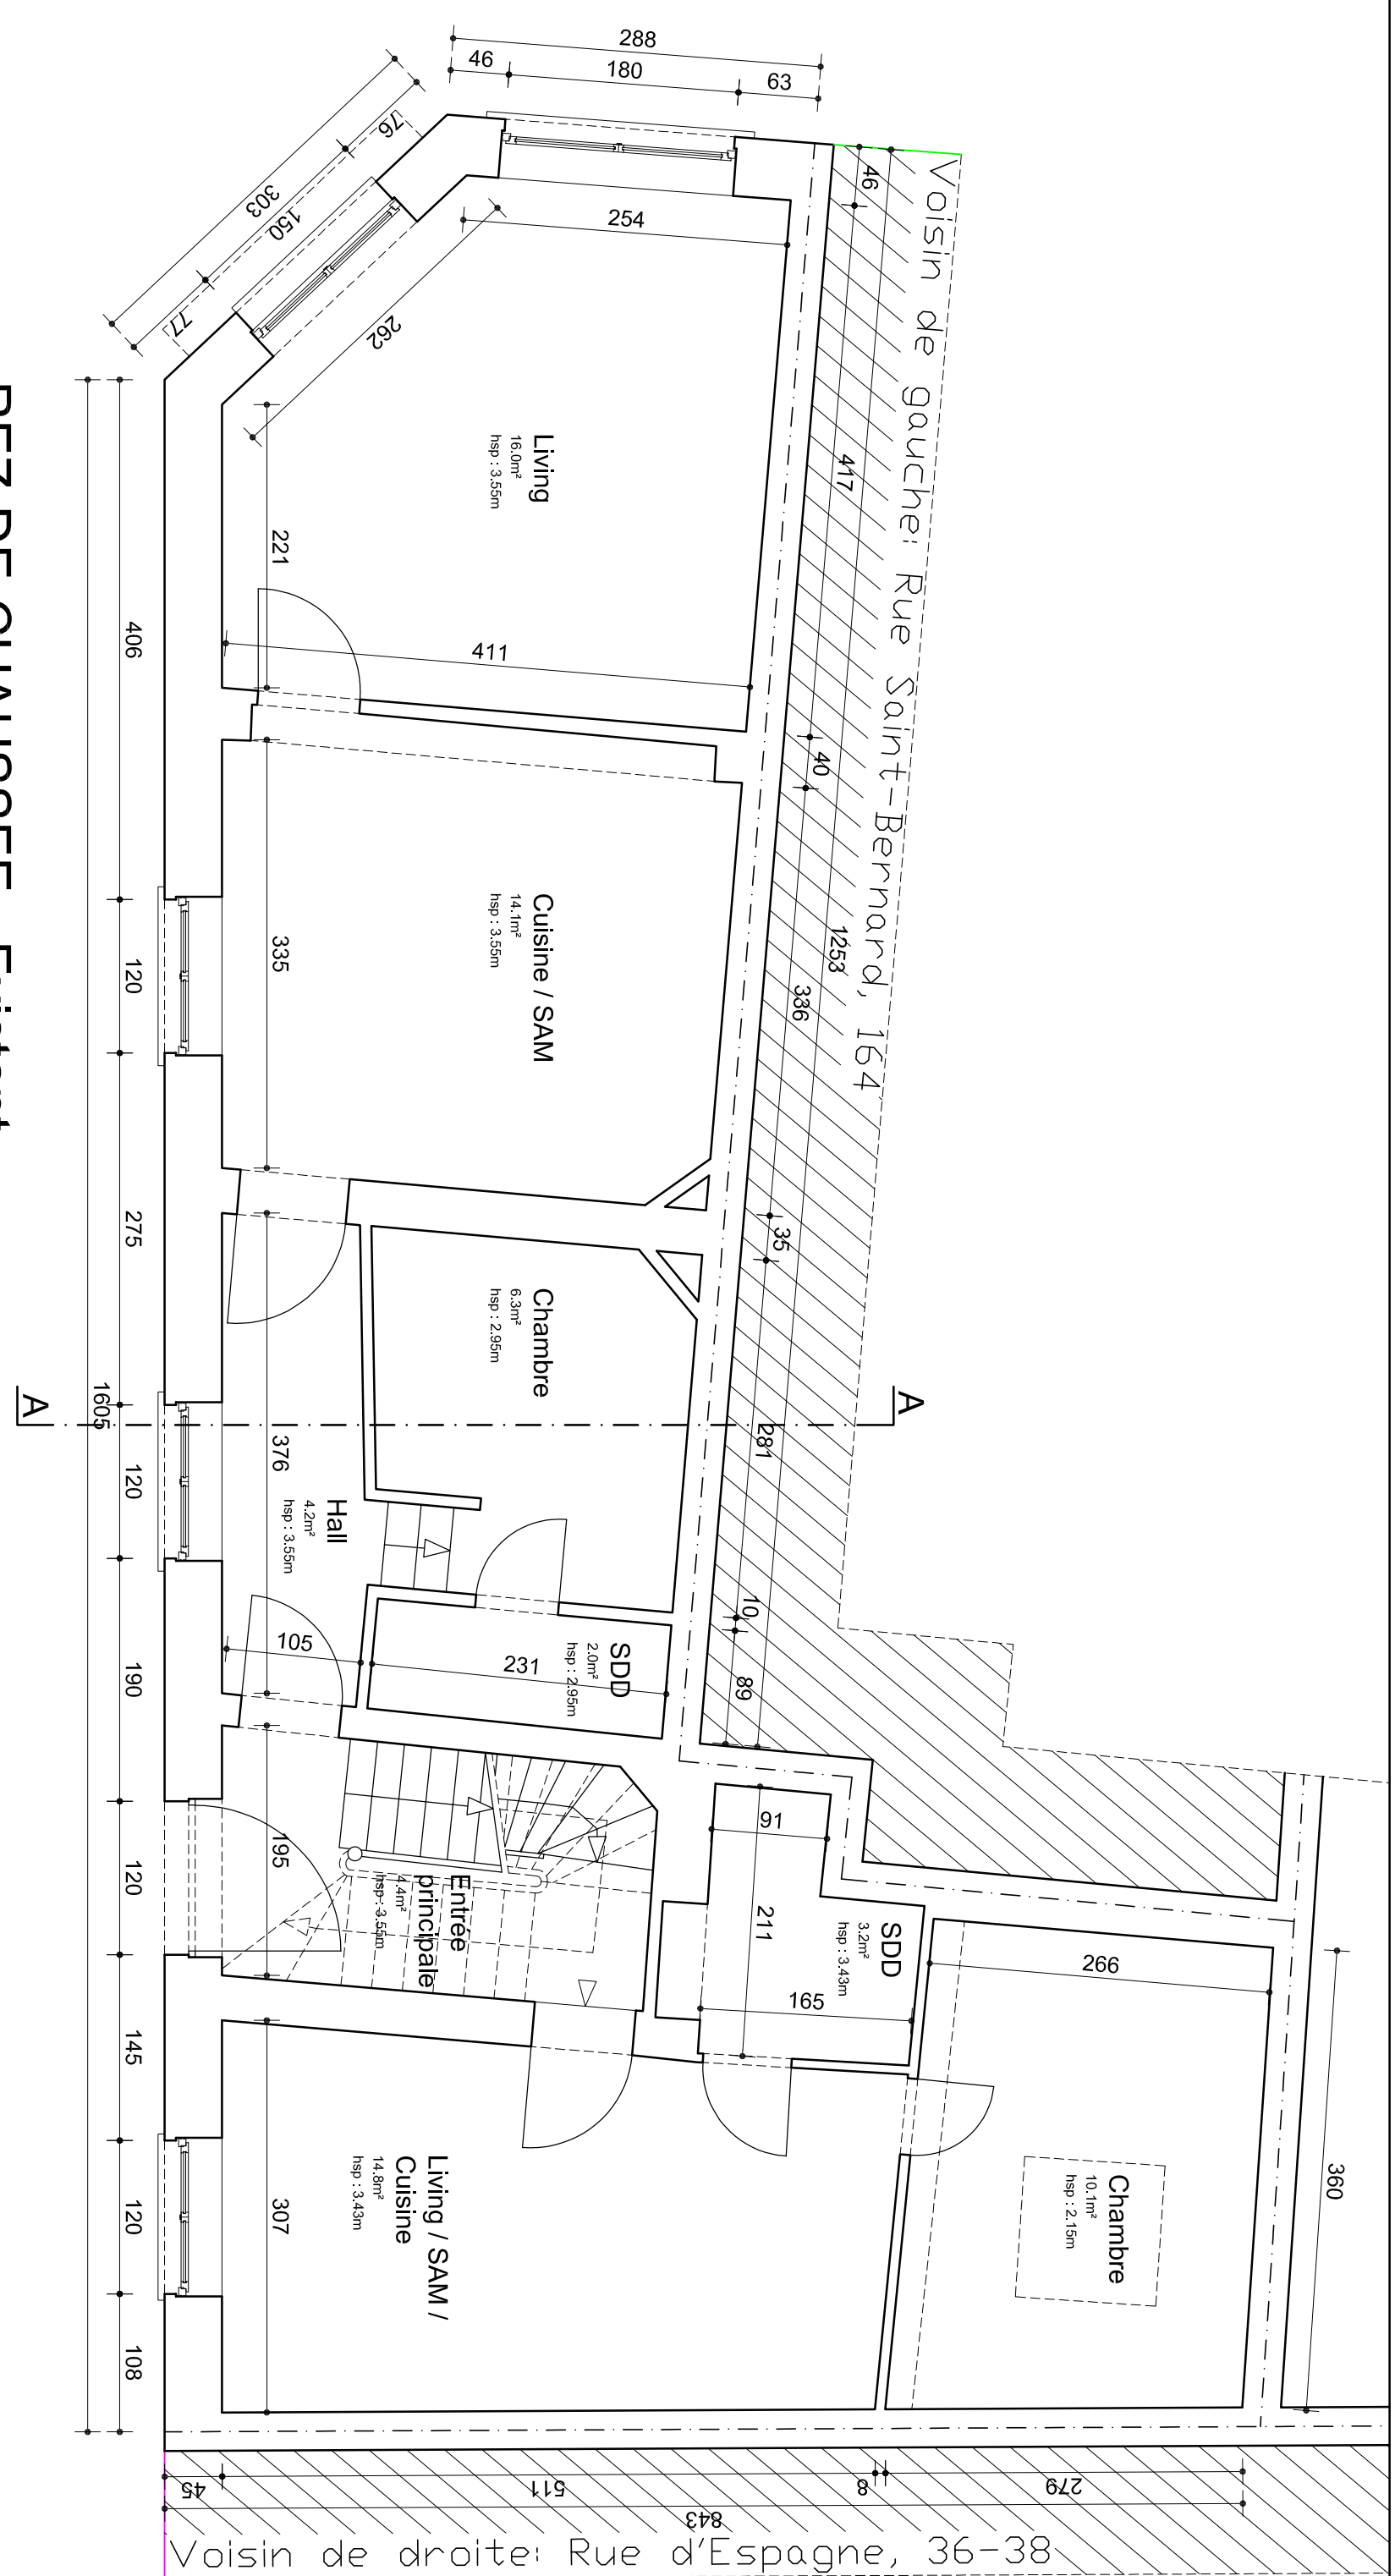 288
46
180
63
76
150
77
303
254
262
221
411
46
417
40
1253
336
35
281
10
89
Voisin de gauche: Rue Saint-Bernard, 164
Living
16.0m²
hsp : 3.55m
Cuisine / SAM
14.1m²
hsp : 3.55m
335
Chambre
6.3m²
hsp : 2.95m
A
A
376
Hall
4.2m²
hsp : 3.55m
105
231
SDD
2.0m²
hsp : 2.95m
195
Entrée
principale
4.4m²
hsp : 3.55m
91
211
165
SDD
3.2m²
hsp : 3.43m
266
360
Chambre
10.1m²
hsp : 2.15m
Living / SAM /
Cuisine
14.8m²
hsp : 3.43m
307
406
120
275
120
190
120
145
120
108
1605
45
511
8
279
843
Voisin de droite: Rue d'Espagne, 36-38